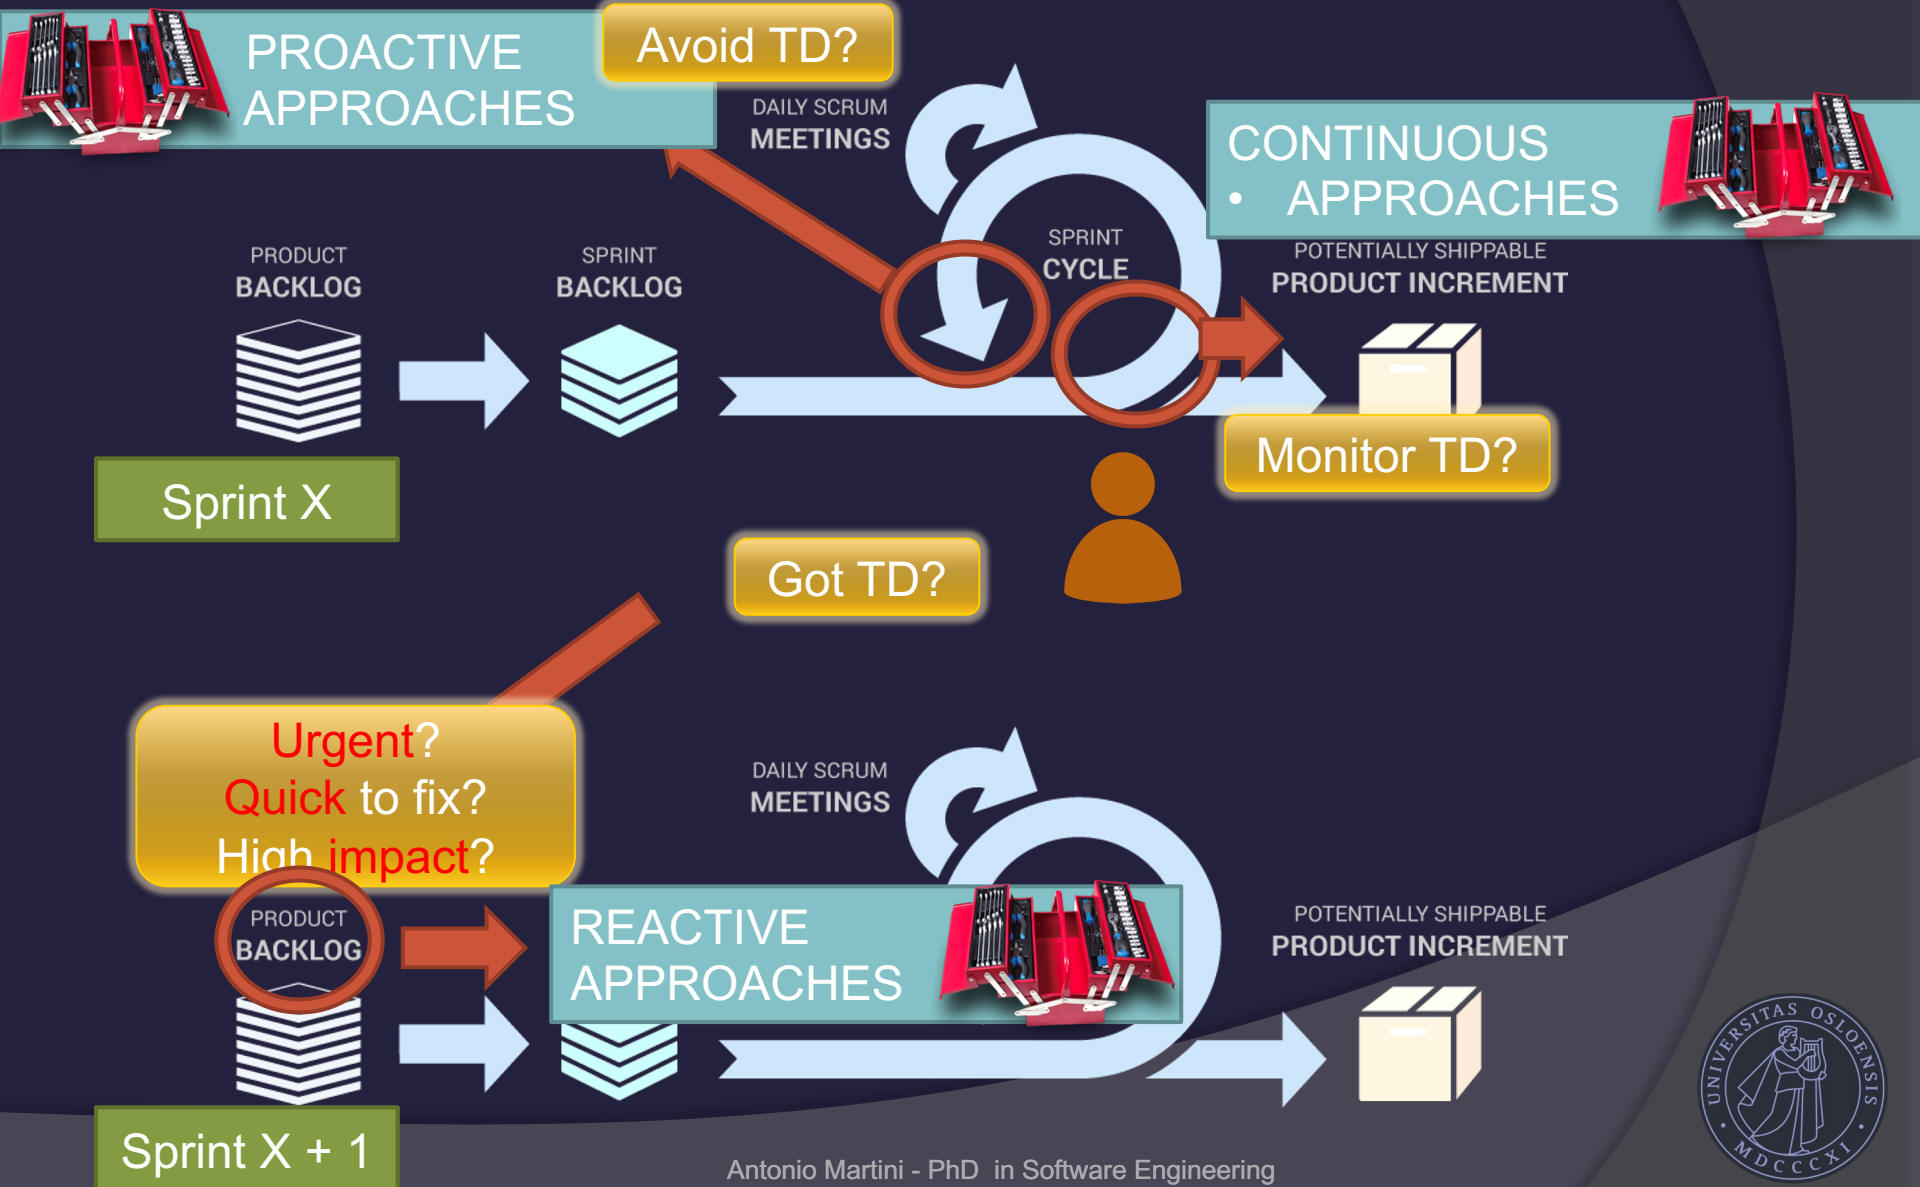 PROACTIVE
APPROACHES
Avoid TD?
DAILY SCRUM
MEETINGS
CONTINUOUS
• APPROACHES
PRODUCT
BACKLOG
SPRINT
BACKLOG
SPRINT
CYCLE
POTENTIALLY SHIPPABLE
PRODUCT INCREMENT
Monitor TD?
Sprint X
Got TD?
Urgent?
Quick to fix?
High impact?
DAILY SCRUM
MEETINGS
PRODUCT
BACKLOG
REACTIVE
APPROACHES
POTENTIALLY SHIPPABLE
PRODUCT INCREMENT
Sprint X + 1
Antonio Martini - PhD in Software Engineering
UNIVERSITAS OSLOENSIS
MDCCCXI